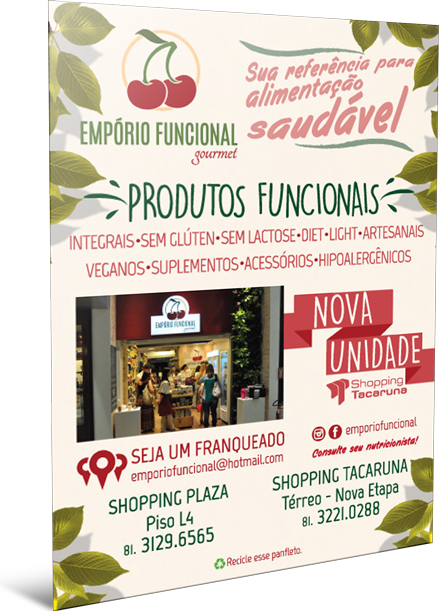 EMPÓRIO FUNCIONAL
gourmet
Sua referência para
alimentação
saudável
PRODUTOS FUNCIONAIS
INTEGRAIS•SEM GLÚTEN•SEM LACTOSE•DIET•LIGHT•ARTESANAIS
VEGANOS•SUPLEMENTOS•ACESSÓRIOS•HIPOALERGÊNICOS
EMPÓRIO FUNCIONAL
NOVA
UNIDADE
Shopping
Tacaruna
SEJA UM FRANQUEADO
emporiofuncional@hotmail.com
emporiofuncional
Consulte seu nutricionista!
SHOPPING PLAZA
Piso L4
81. 3129.6565
SHOPPING TACARUNA
Térreo - Nova Etapa
81. 3221.0288
Recicle esse panfleto.